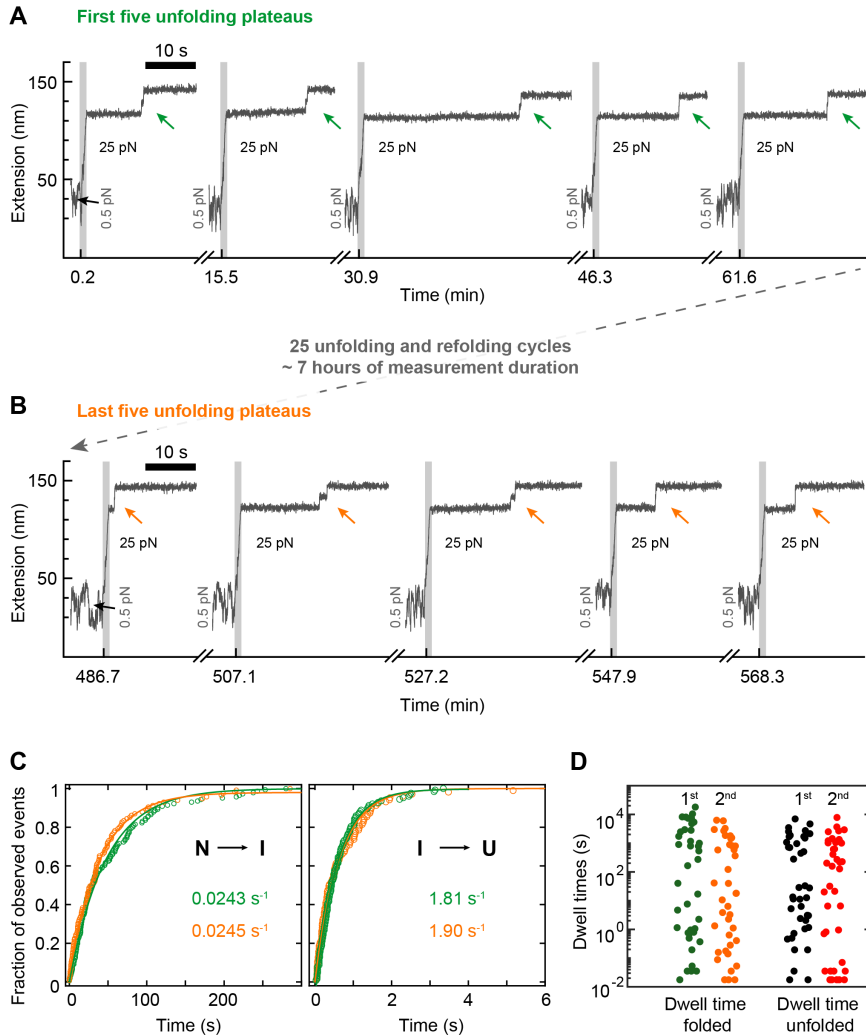 A
First five unfolding plateaus
10 s
Extension (nm)
150
50
25 pN
25 pN
25 pN
25 pN
25 pN
0.5 pN
0.5 pN
0.5 pN
0.5 pN
0.5 pN
0.2
15.5
30.9
46.3
61.6
Time (min)
25 unfolding and refolding cycles
~ 7 hours of measurement duration
B
Last five unfolding plateaus
10 s
Extension (nm)
150
50
25 pN
25 pN
25 pN
25 pN
25 pN
0.5 pN
0.5 pN
0.5 pN
0.5 pN
0.5 pN
486.7
507.1
527.2
547.9
568.3
Time (min)
C
Fraction of observed events
1
0.8
0.6
0.4
0.2
0
N → I
0.0243 s⁻¹
0.0245 s⁻¹
0
100
200
Time (s)
I → U
1.81 s⁻¹
1.90 s⁻¹
0
2
4
6
Time (s)
D
Dwell times (s)
10⁴
10²
10⁰
10⁻²
1st
2nd
1st
2nd
Dwell time
folded
Dwell time
unfolded